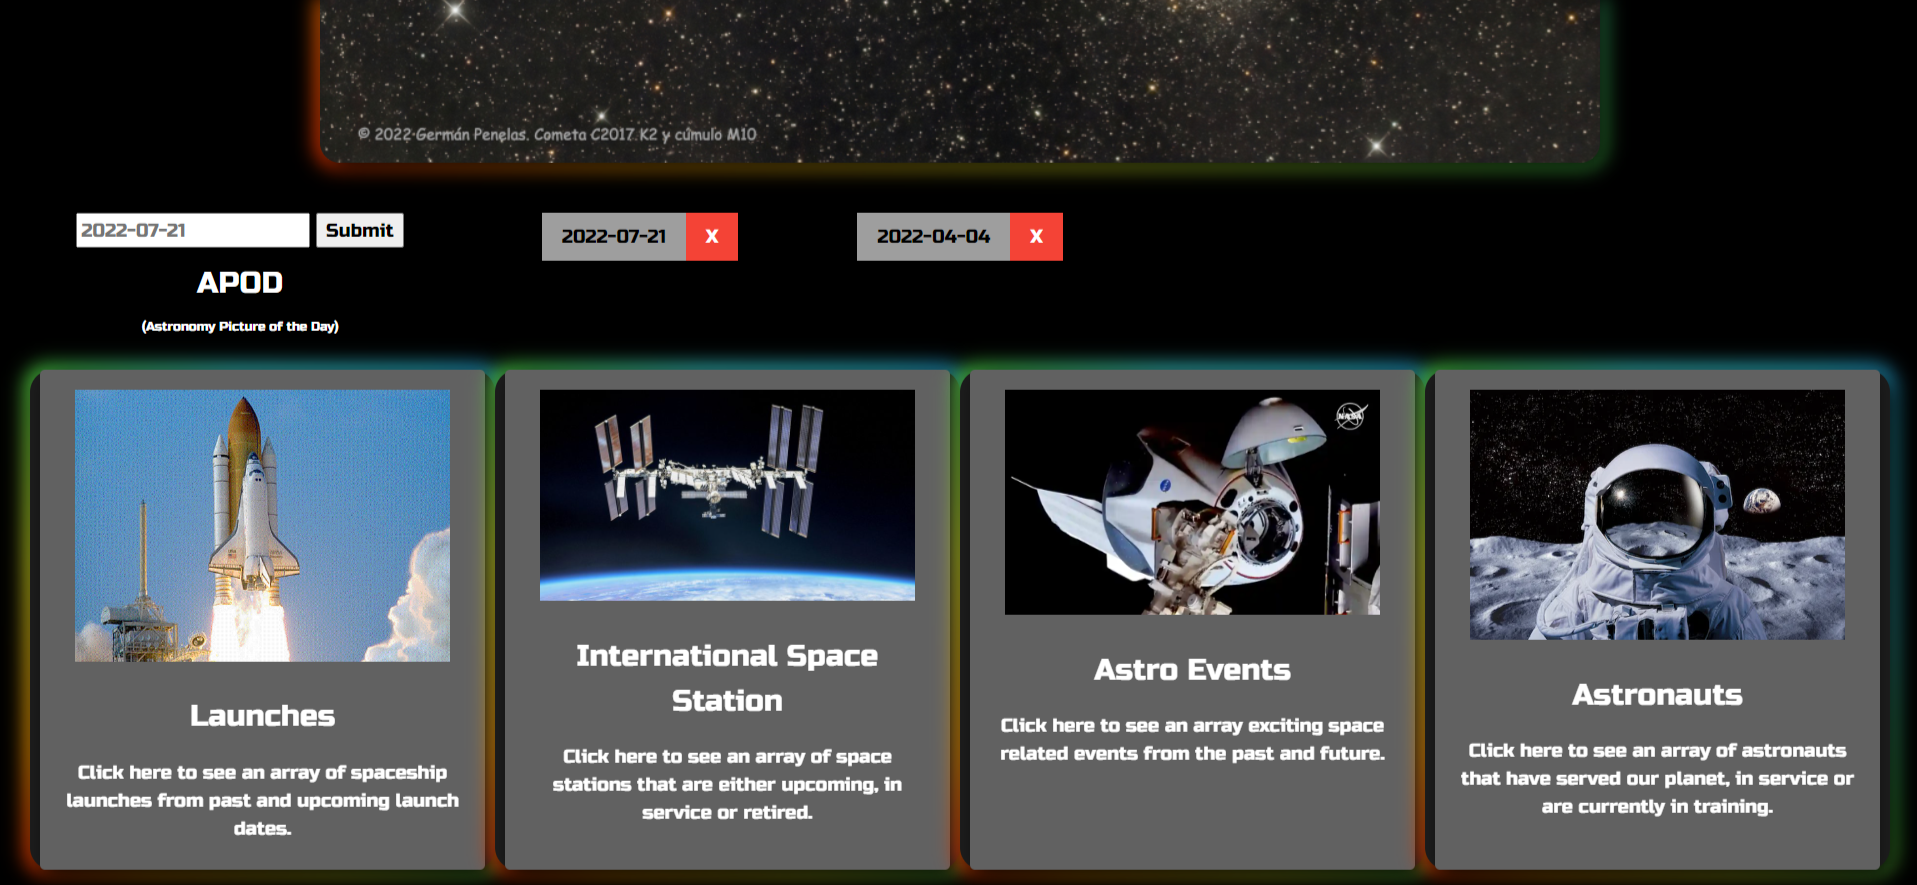 © 2022 Germán Peñelas. Cometa C2017 K2 y cúmulo M10
2022-07-21 Submit
2022-07-21 X
2022-04-04 X
APOD
(Astronomy Picture of the Day)
Launches
Click here to see an array of spaceship
launches from past and upcoming launch
dates.
International Space
Station
Click here to see an array of space
stations that are either upcoming, in
service or retired.
NASA
Astro Events
Click here to see an array exciting space
related events from the past and future.
Astronauts
Click here to see an array of astronauts
that have served our planet, in service or
are currently in training.